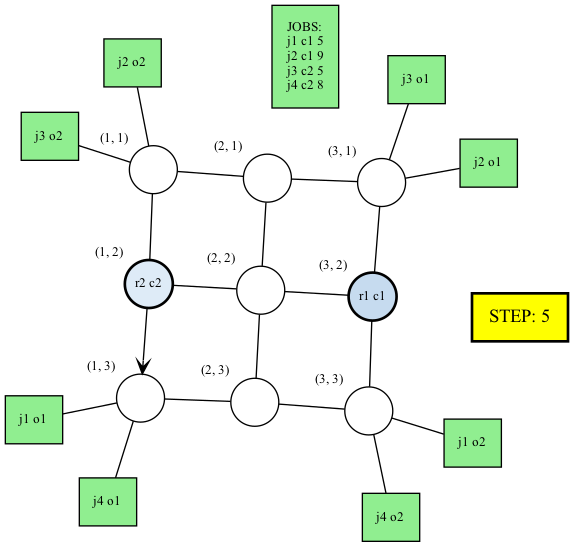 JOBS:
j1 c1 5
j2 c1 9
j3 c2 5
j4 c2 8
j2 o2
j3 o1
j3 o2
(1, 1)
(2, 1)
(3, 1)
j2 o1
(1, 2)
(2, 2)
(3, 2)
r2 c2
r1 c1
STEP: 5
(1, 3)
(2, 3)
(3, 3)
j1 o1
j1 o2
j4 o1
j4 o2